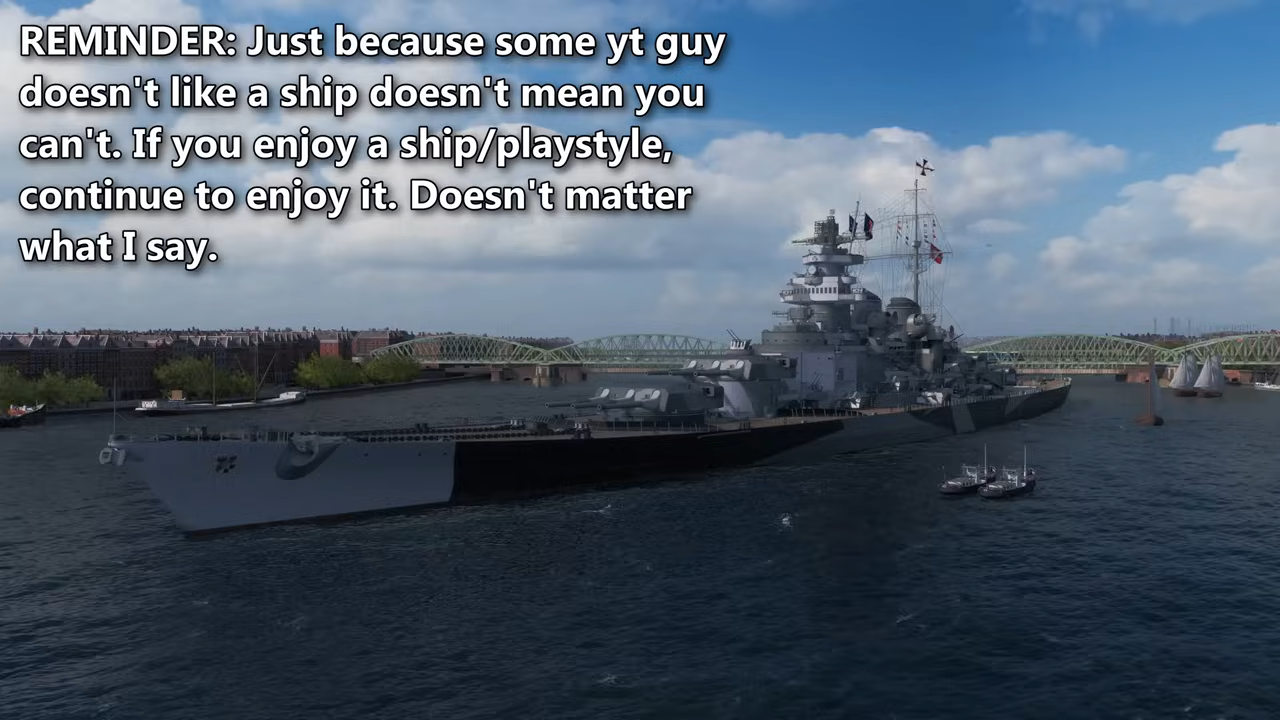 REMINDER: Just because some yt guy
doesn't like a ship doesn't mean you
can't. If you enjoy a ship/playstyle,
continue to enjoy it. Doesn't matter
what I say.